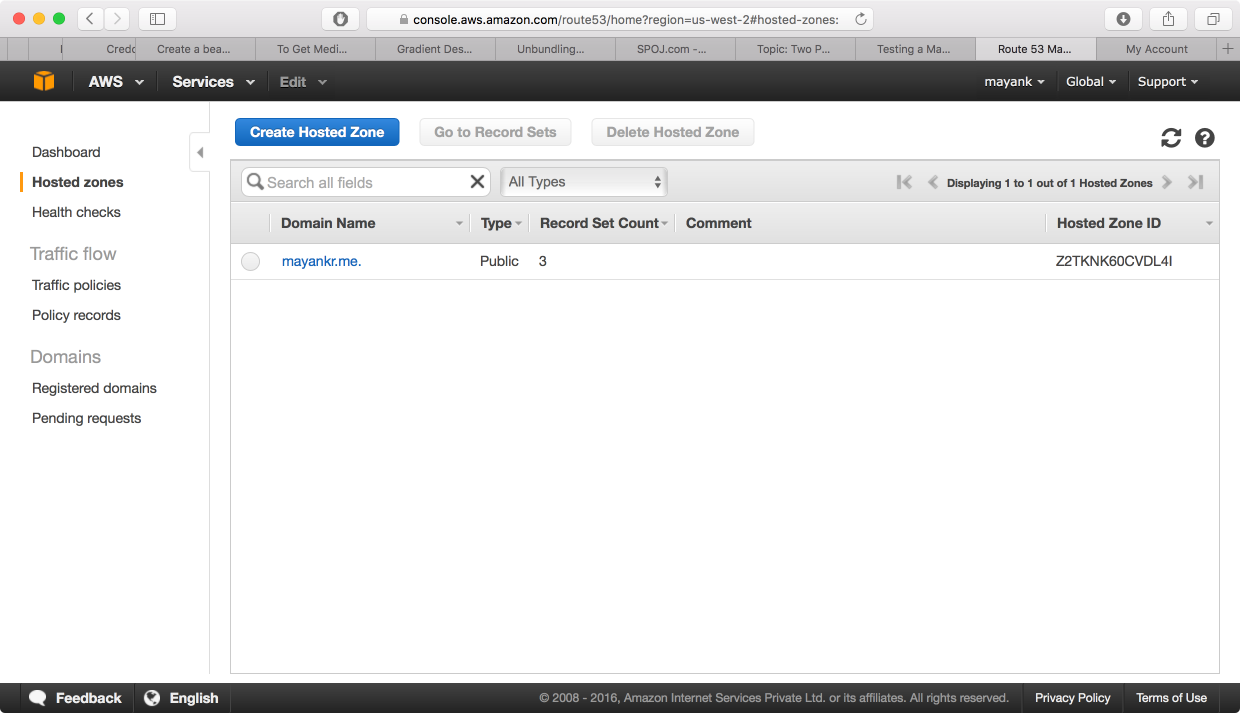 console.aws.amazon.com/route53/home?region=us-west-2#hosted-zones:
Create a bea... To Get Medi... Gradient Des... Unbundling... SPOJ.com -... Topic: Two P... Testing a Ma... Route 53 Ma... My Account
AWS Services Edit mayank Global Support
Dashboard
Hosted zones
Health checks
Traffic flow
Traffic policies
Policy records
Domains
Registered domains
Pending requests
Create Hosted Zone Go to Record Sets Delete Hosted Zone
Search all fields All Types Displaying 1 to 1 out of 1 Hosted Zones
Domain Name Type Record Set Count Comment Hosted Zone ID
mayankr.me. Public 3 Z2TKNK60CVDL4I
Feedback English © 2008 - 2016, Amazon Internet Services Private Ltd. or its affiliates. All rights reserved. Privacy Policy Terms of Use